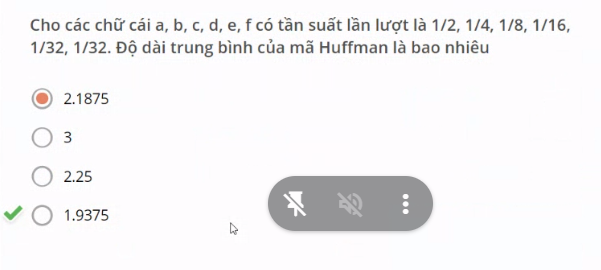 Cho các chữ cái a, b, c, d, e, f có tần suất lần lượt là 1/2, 1/4, 1/8, 1/16,
1/32, 1/32. Độ dài trung bình của mã Huffman là bao nhiêu
2.1875
3
2.25
1.9375